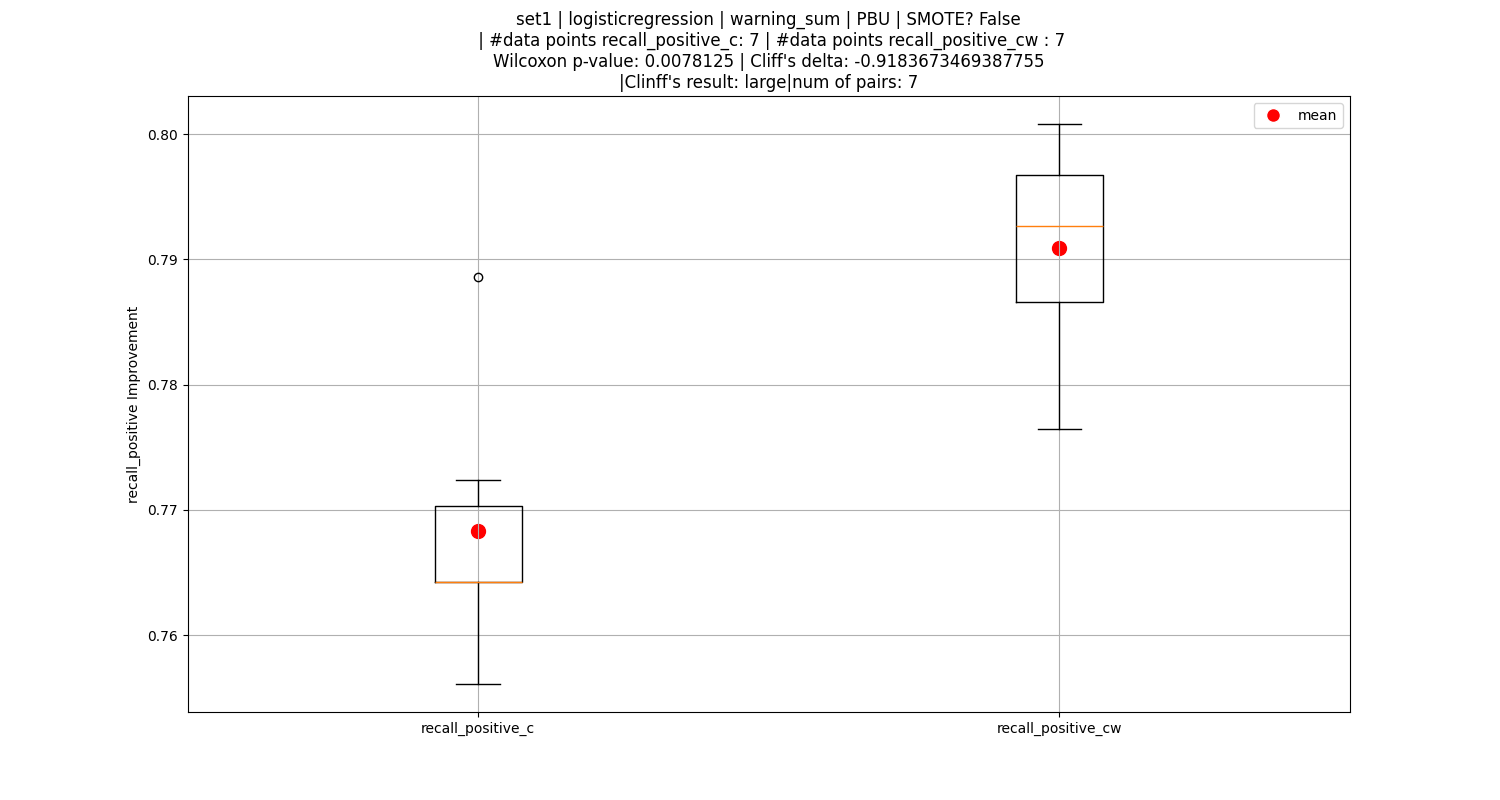 set1 | logisticregression | warning_sum | PBU | SMOTE? False
| #data points recall_positive_c: 7 | #data points recall_positive_cw : 7
Wilcoxon p-value: 0.0078125 | Cliff's delta: -0.9183673469387755
|Clinff's result: large|num of pairs: 7
mean
0.80
0.79
0.78
0.77
0.76
recall_positive Improvement
recall_positive_c
recall_positive_cw